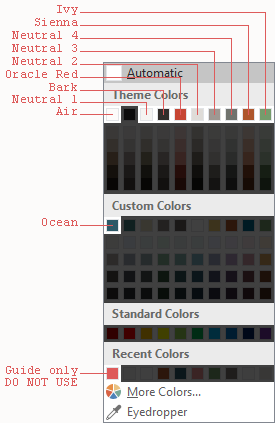 Ivy
Sienna
Neutral 4
Neutral 3
Neutral 2
Oracle Red
Bark
Neutral 1
Air
Automatic
Theme Colors
Custom Colors
Ocean
Standard Colors
Recent Colors
Guide only
DO NOT USE
More Colors...
Eyedropper